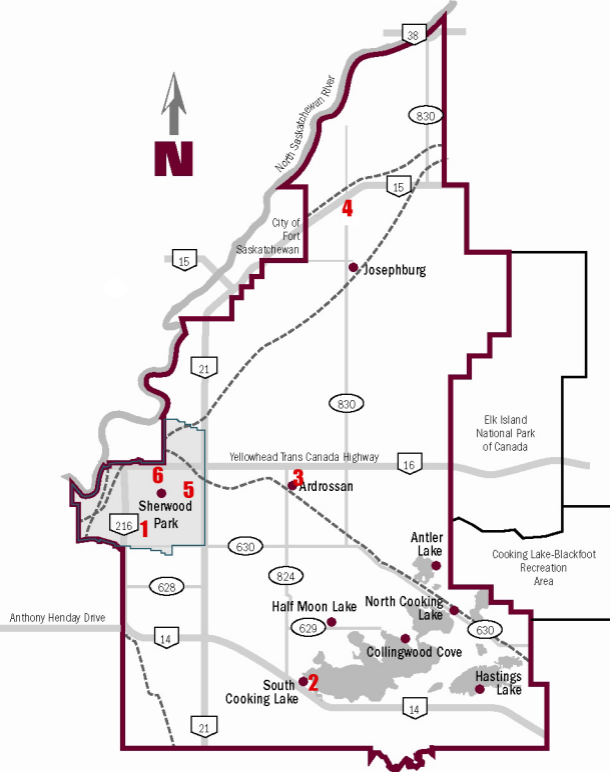 38
North Saskatchewan River
830
N
15
4
City of
Fort
Saskatchewan
15
Josephburg
21
830
Elk Island
National Park
of Canada
Yellowhead Trans Canada Highway
16
6
3
Ardrossan
5
Sherwood
Park
216
1
630
Antler
Lake
Cooking Lake-Blackfoot
Recreation
Area
824
628
Half Moon Lake
North Cooking
Lake
Anthony Henday Drive
629
630
14
Collingwood Cove
South
Cooking Lake
2
Hastings
Lake
14
21